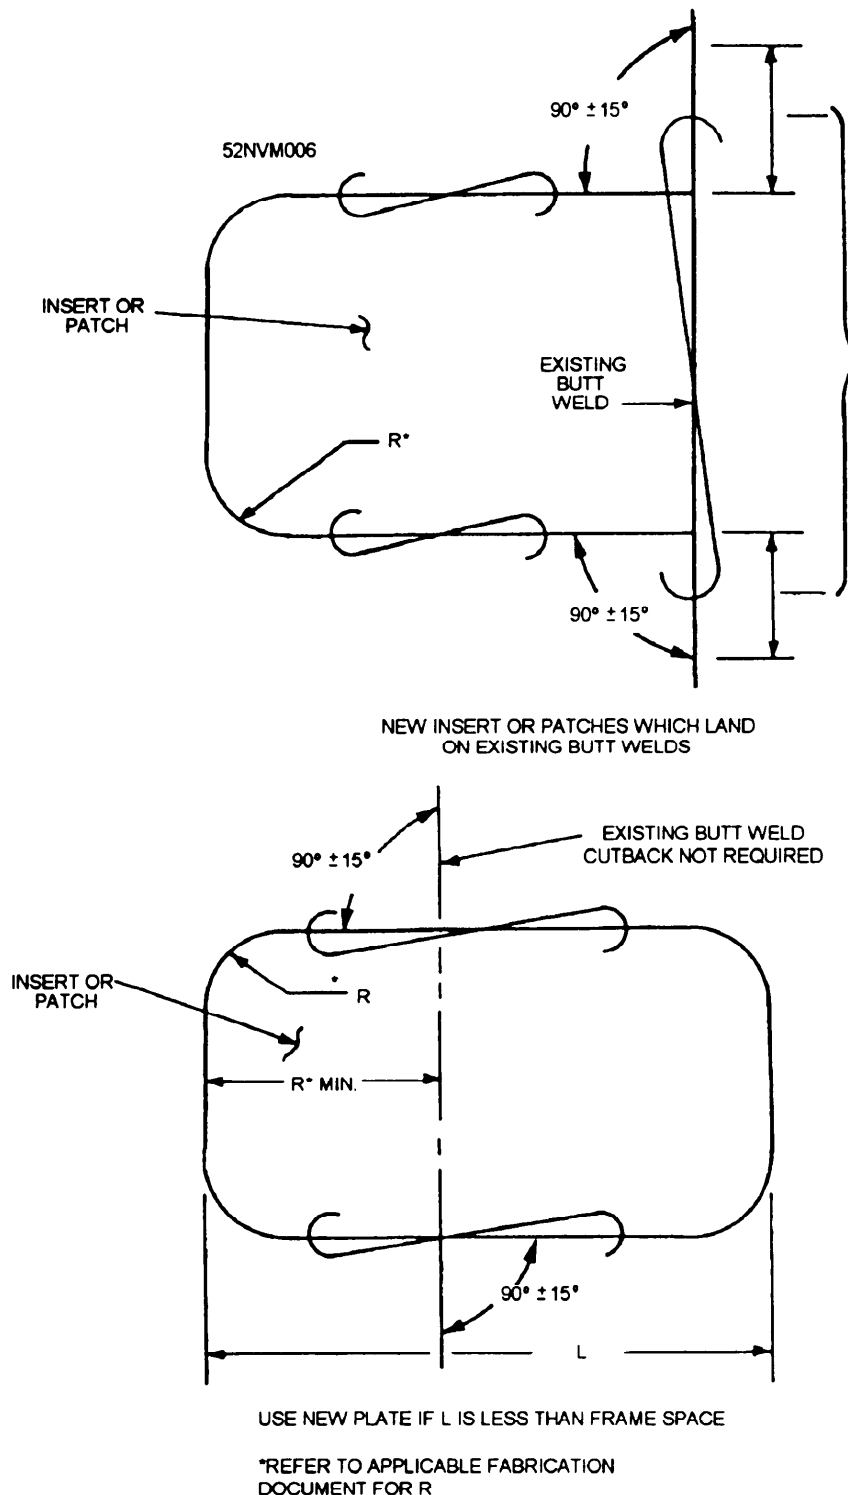 90° ±15°
52NVM006
INSERT OR
PATCH
EXISTING
BUTT
WELD
R*
90° ±15°
NEW INSERT OR PATCHES WHICH LAND
ON EXISTING BUTT WELDS
EXISTING BUTT WELD
CUTBACK NOT REQUIRED
90° ±15°
INSERT OR
PATCH
* R
R* MIN.
90° ±15°
L
USE NEW PLATE IF L IS LESS THAN FRAME SPACE
*REFER TO APPLICABLE FABRICATION
DOCUMENT FOR R